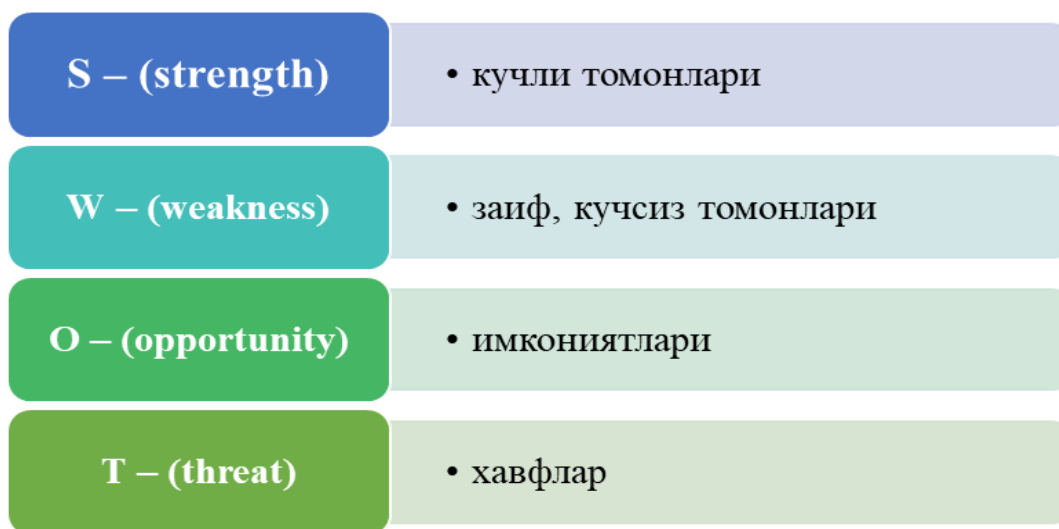 S – (strength)
• кучли томонлари
W – (weakness)
• заиф, кучсиз томонлари
O – (opportunity)
• имкониятлари
T – (threat)
• хавфлар